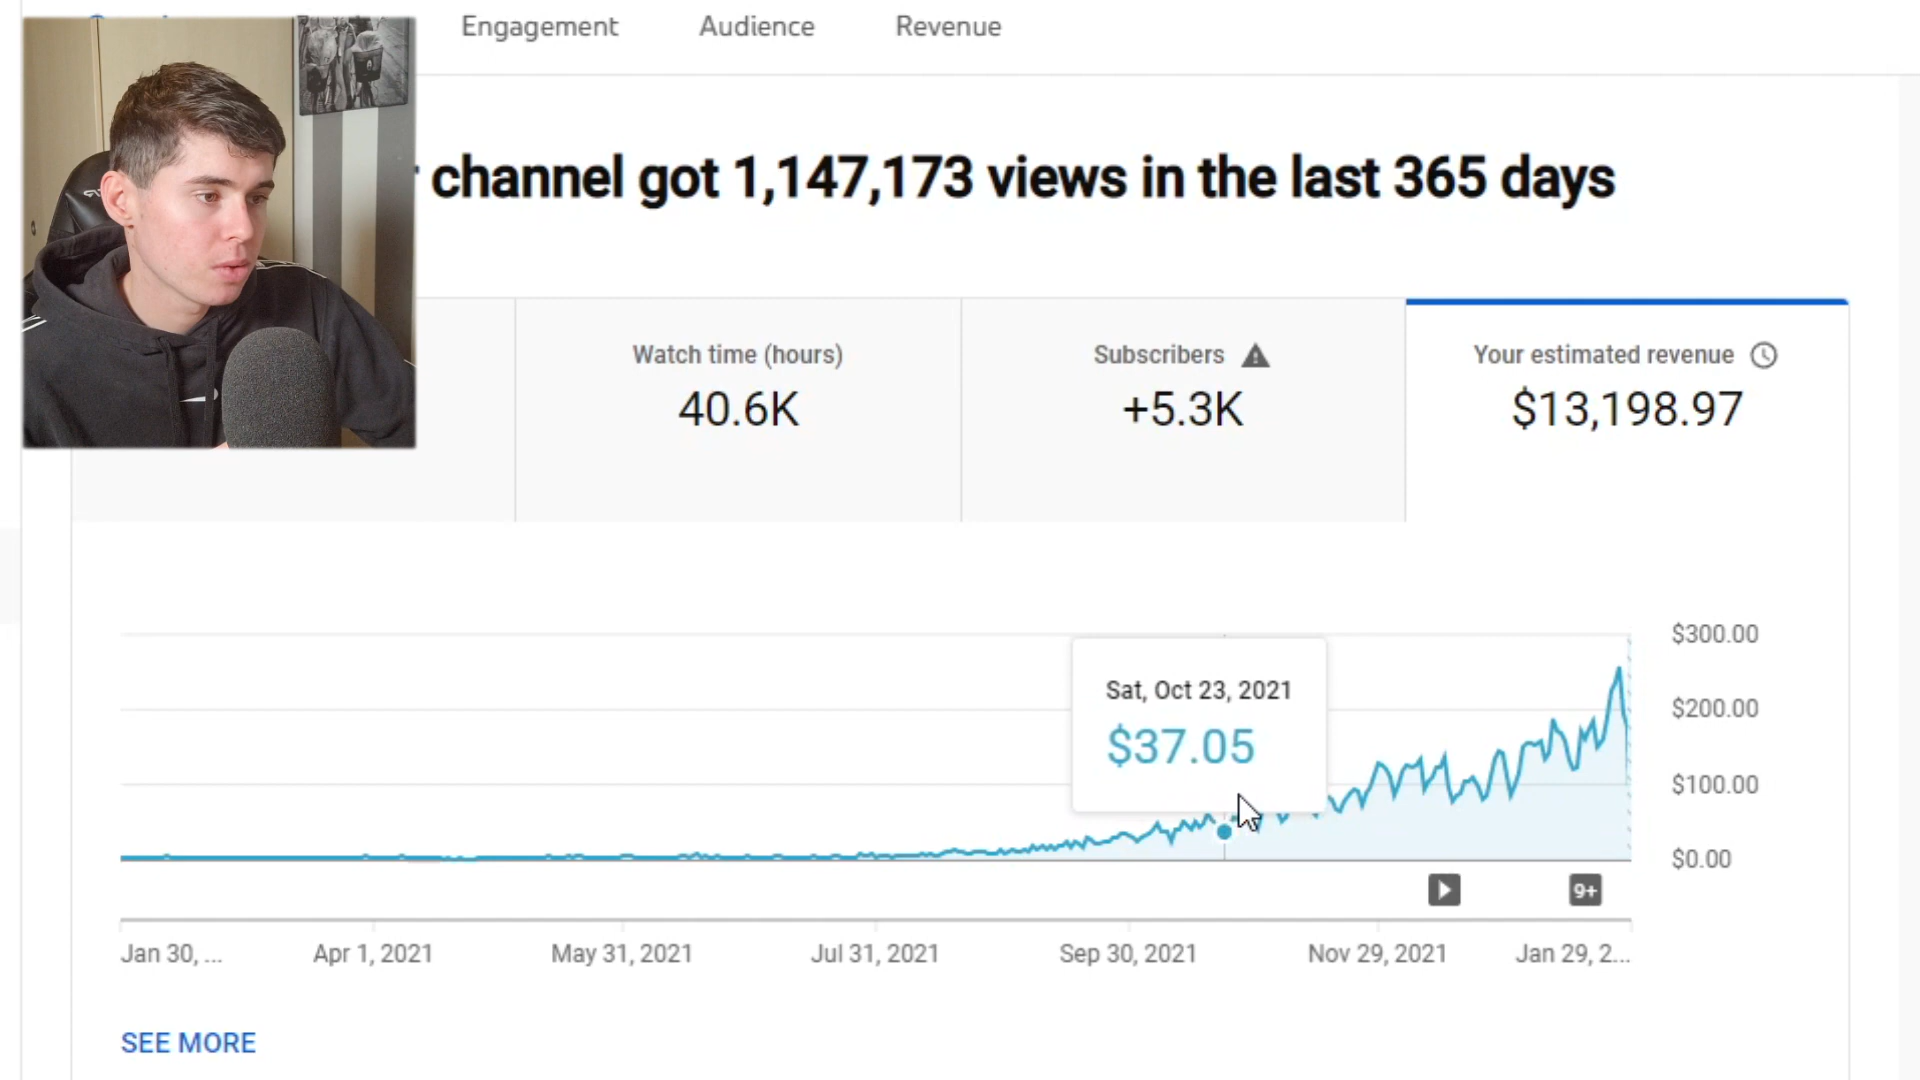 Engagement Audience Revenue
channel got 1,147,173 views in the last 365 days
Watch time (hours) Subscribers Your estimated revenue
40.6K +5.3K $13,198.97
$300.00
Sat, Oct 23, 2021
$200.00
$37.05
$100.00
$0.00
9+
Jan 30, ... Apr 1, 2021 May 31, 2021 Jul 31, 2021 Sep 30, 2021 Nov 29, 2021 Jan 29, 2...
SEE MORE